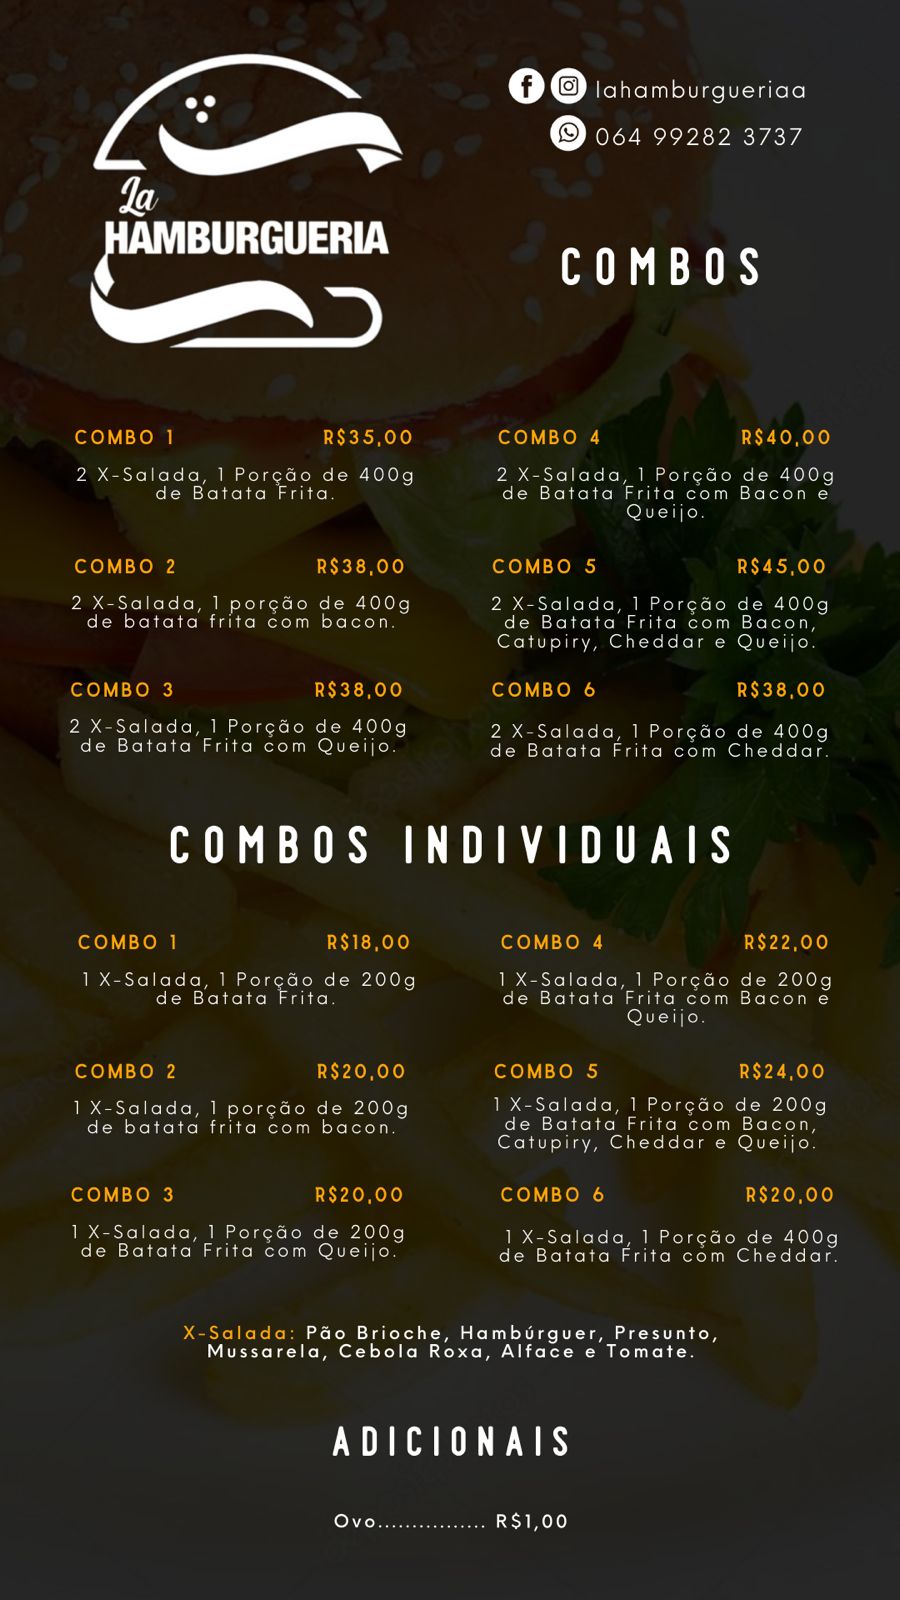 lahamburgueriaa
064 99282 3737
La
HAMBURGUERIA
COMBOS
COMBO 1 R$35,00
2 X-Salada, 1 Porção de 400g
de Batata Frita.
COMBO 4 R$40,00
2 X-Salada, 1 Porção de 400g
de Batata Frita com Bacon e
Queijo.
COMBO 2 R$38,00
2 X-Salada, 1 porção de 400g
de batata frita com bacon.
COMBO 5 R$45,00
2 X-Salada, 1 Porção de 400g
de Batata Frita com Bacon,
Catupiry, Cheddar e Queijo.
COMBO 3 R$38,00
2 X-Salada, 1 Porção de 400g
de Batata Frita com Queijo.
COMBO 6 R$38,00
2 X-Salada, 1 Porção de 400g
de Batata Frita com Cheddar.
COMBOS INDIVIDUAIS
COMBO 1 R$18,00
1 X-Salada, 1 Porção de 200g
de Batata Frita.
COMBO 4 R$22,00
1 X-Salada, 1 Porção de 200g
de Batata Frita com Bacon e
Queijo.
COMBO 2 R$20,00
1 X-Salada, 1 porção de 200g
de batata frita com bacon.
COMBO 5 R$24,00
1 X-Salada, 1 Porção de 200g
de Batata Frita com Bacon,
Catupiry, Cheddar e Queijo.
COMBO 3 R$20,00
1 X-Salada, 1 Porção de 200g
de Batata Frita com Queijo.
COMBO 6 R$20,00
1 X-Salada, 1 Porção de 400g
de Batata Frita com Cheddar.
X-Salada: Pão Brioche, Hambúrguer, Presunto,
Mussarela, Cebola Roxa, Alface e Tomate.
ADICIONAIS
Ovo................ R$1,00